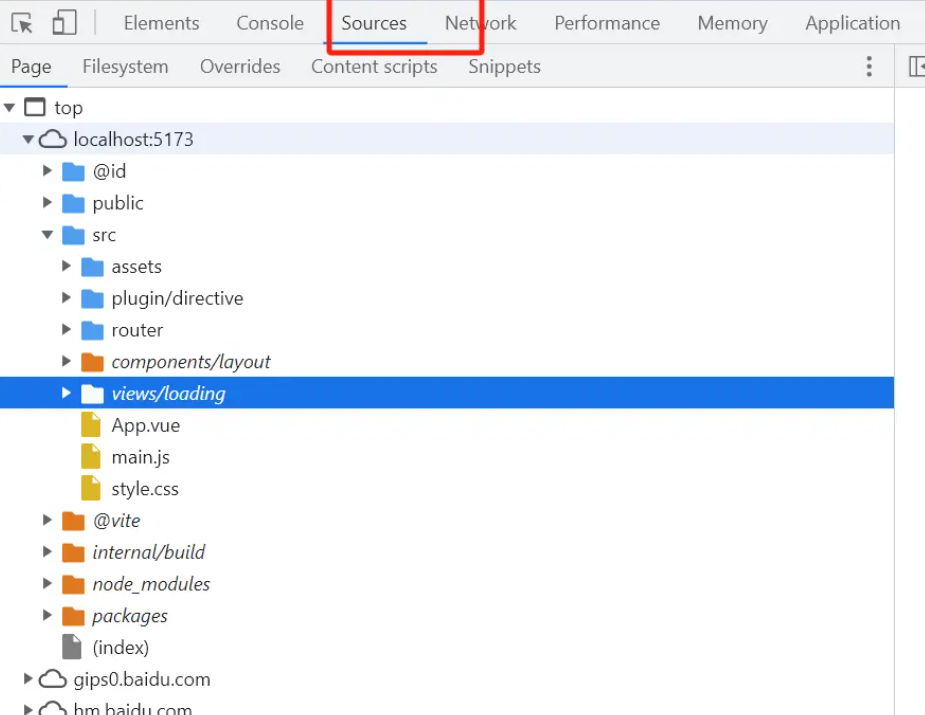 Elements Console Sources Network Performance Memory Application
Page Filesystem Overrides Content scripts Snippets
top
localhost:5173
@id
public
src
assets
plugin/directive
router
components/layout
views/loading
App.vue
main.js
style.css
@vite
internal/build
node_modules
packages
(index)
gips0.baidu.com
hm.baidu.com